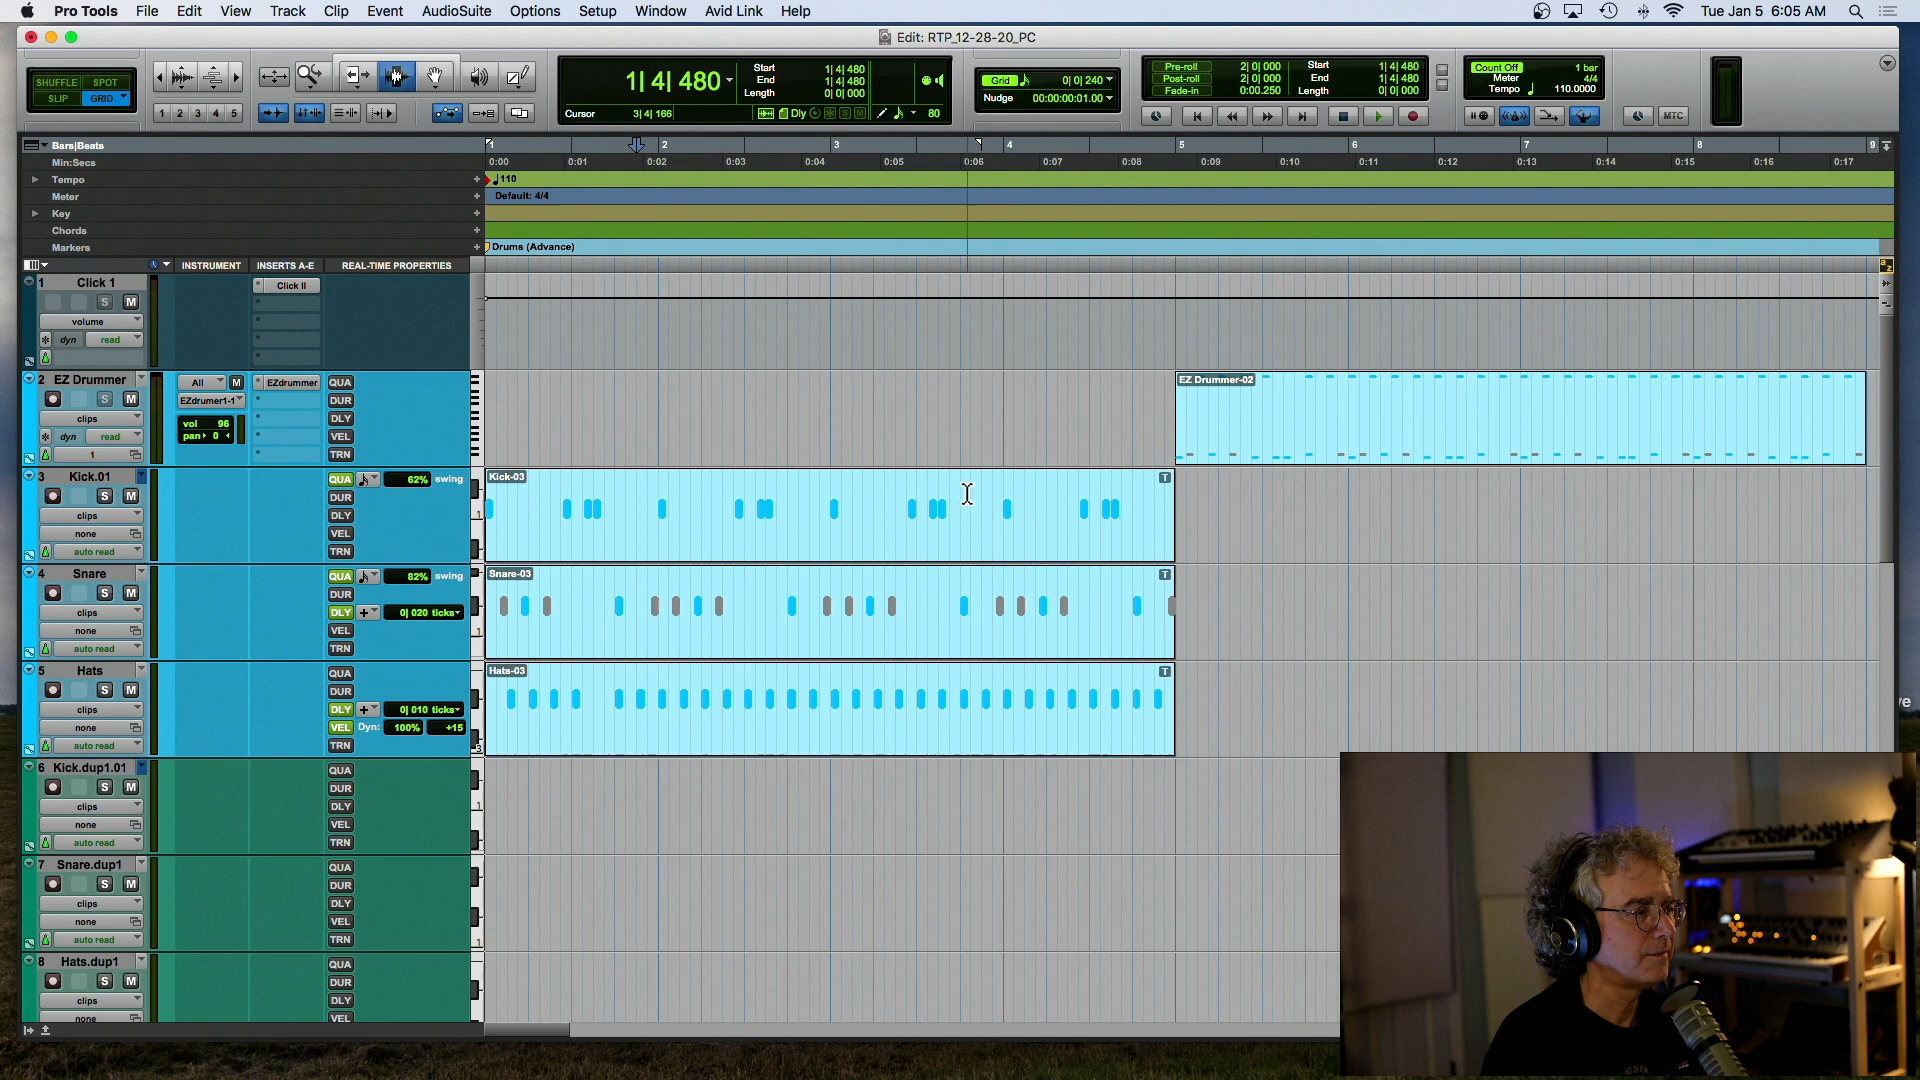 Pro Tools File Edit View Track Clip Event AudioSuite Options Setup Window Avid Link Help Tue Jan 5 6:05 AM
Edit: RTP_12-28-20_PC
SHUFFLE SPOT
SLIP GRID
1 2 3 4 5
1| 4| 480
Start 1| 4| 480
End 1| 4| 480
Length 0| 0| 000
Cursor 3| 4| 166
Dly
80
Grid 0| 0| 240
Nudge 00:00:00:01.00
Pre-roll 2| 0| 000
Post-roll 2| 0| 000
Fade-in 0:00.250
Start 1| 4| 480
End 1| 4| 480
Length 0| 0| 000
Count Off 1 bar
Meter 4/4
Tempo 110.0000
MTC
Bars|Beats 1 2 3 4 5 6 7 8 9
Min:Secs 0:00 0:01 0:02 0:03 0:04 0:05 0:06 0:07 0:08 0:09 0:10 0:11 0:12 0:13 0:14 0:15 0:16 0:17
Tempo 110
Meter Default: 4/4
Key
Chords
Markers Drums (Advance)
INSTRUMENT INSERTS A-E REAL-TIME PROPERTIES
1 Click 1 Click II
S M
volume
dyn read
2 EZ Drummer All M EZdrummer QUA EZ Drummer-02
S M EZdrumer1-1 DUR
clips vol 96 DLY
dyn read pan 0 VEL
1 TRN
3 Kick.01 QUA 62% swing Kick-03 T
S M DUR
clips DLY
none VEL
auto read TRN
4 Snare QUA 82% swing Snare-03 T
S M DUR
clips DLY + 0| 020 ticks
none VEL
auto read TRN
5 Hats QUA Hats-03 T
S M DUR
clips DLY + 0| 010 ticks
none VEL Dyn: 100% +15
auto read TRN
6 Kick.dup1.01 QUA
S M DUR
clips DLY
none VEL
auto read TRN
7 Snare.dup1 QUA
S M DUR
clips DLY
none VEL
auto read TRN
8 Hats.dup1 QUA
S M DUR
clips DLY
none VEL